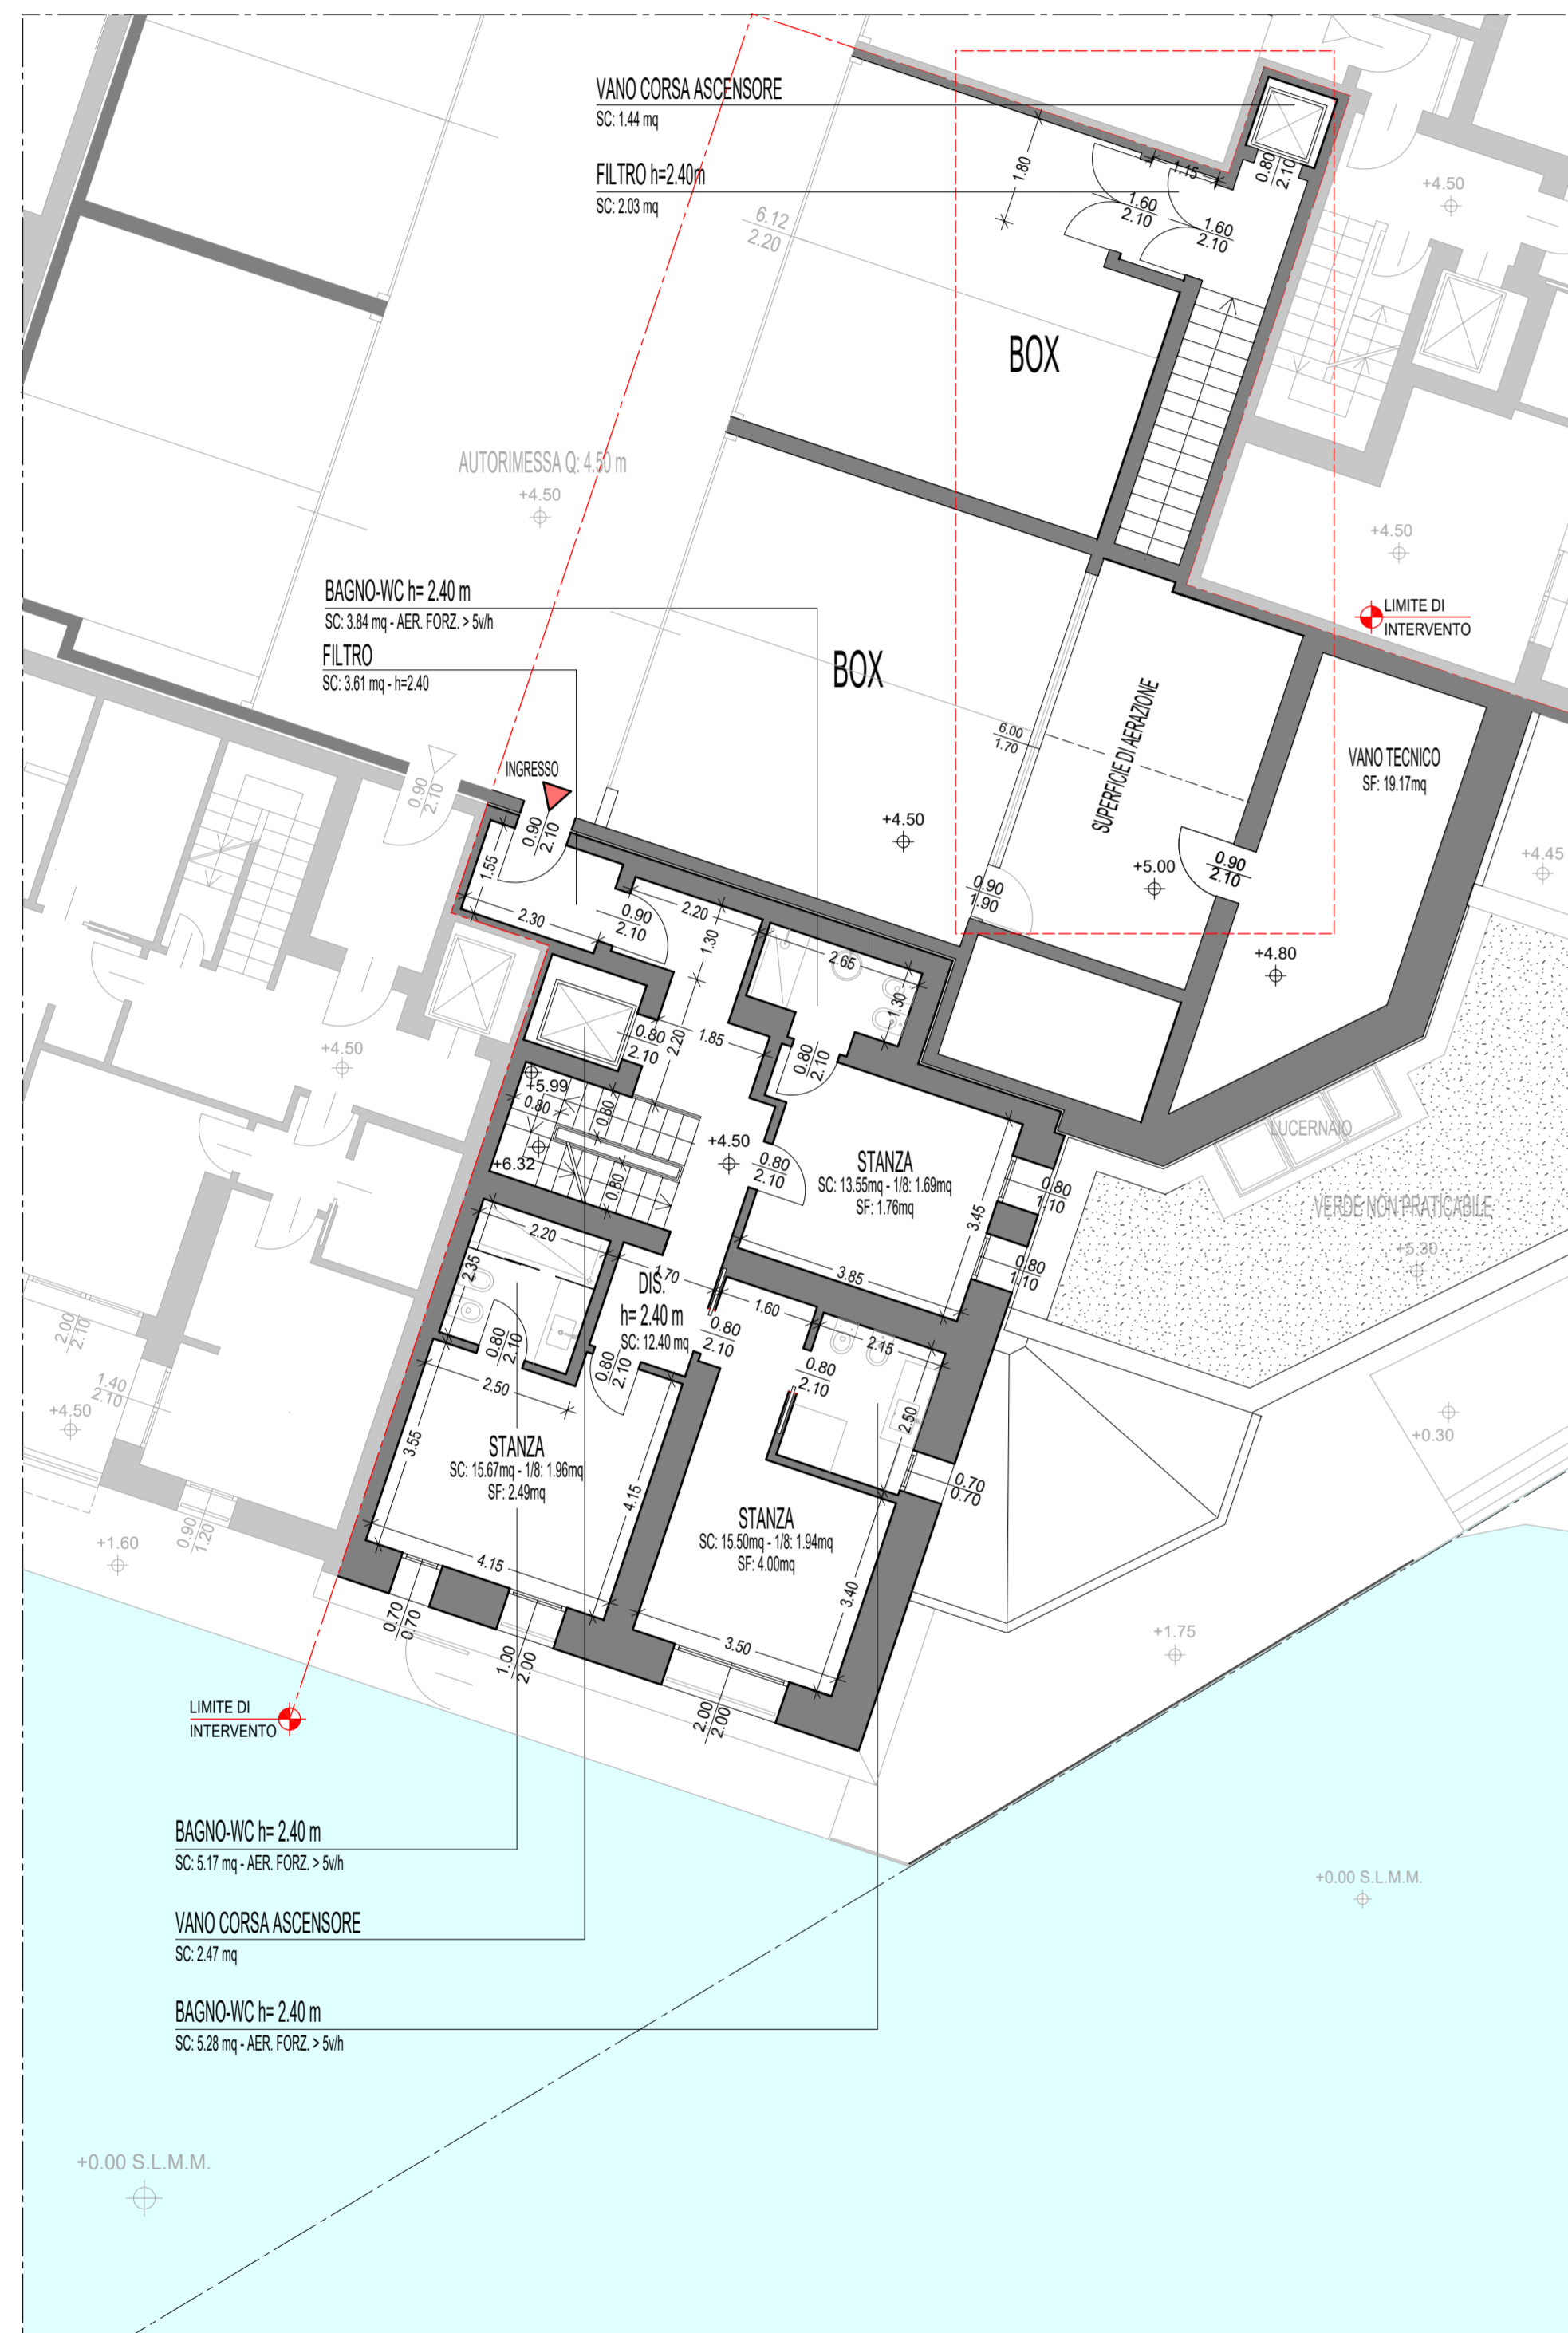 VANO CORSA ASCENSORE
SC: 1.44 mq
FILTRO h=2.40m
SC: 2.03 mq
1.80
1.15
0.80
2.10
1.60
2.10
1.60
2.10
6.12
2.20
+4.50
BOX
AUTORIMESSA Q: 4.50 m
+4.50
+4.50
BAGNO-WC h= 2.40 m
SC: 3.84 mq - AER. FORZ. > 5v/h
FILTRO
SC: 3.61 mq - h=2.40
LIMITE DI
INTERVENTO
BOX
SUPERFICIE DI AERAZIONE
6.00
1.70
VANO TECNICO
SF: 19.17mq
INGRESSO
0.90
2.10
0.90
2.10
+4.50
+5.00
0.90
2.10
+4.45
1.55
2.30
0.90
2.10
2.20
1.30
0.90
1.90
2.65
1.30
+4.80
+4.50
0.80
2.10
2.20
1.85
0.80
2.10
+5.99
0.80
0.80
+6.32
0.80
+4.50
0.80
2.10
STANZA
SC: 13.55mq - 1/8: 1.69mq
SF: 1.76mq
3.45
3.85
0.80
1.10
0.80
1.10
LUCERNAIO
VERDE NON PRATICABILE
+5.30
2.20
2.35
1.70
DIS.
h= 2.40 m
SC: 12.40 mq
0.80
2.10
1.60
2.15
0.80
2.10
0.80
2.10
0.80
2.10
2.50
2.50
2.00
2.10
1.40
2.10
+4.50
3.55
STANZA
SC: 15.67mq - 1/8: 1.96mq
SF: 2.49mq
4.15
4.15
STANZA
SC: 15.50mq - 1/8: 1.94mq
SF: 4.00mq
3.40
3.50
0.70
0.70
+0.30
0.90
1.20
+1.60
0.70
0.70
1.00
2.00
2.00
2.00
+1.75
LIMITE DI
INTERVENTO
BAGNO-WC h= 2.40 m
SC: 5.17 mq - AER. FORZ. > 5v/h
VANO CORSA ASCENSORE
SC: 2.47 mq
BAGNO-WC h= 2.40 m
SC: 5.28 mq - AER. FORZ. > 5v/h
+0.00 S.L.M.M.
+0.00 S.L.M.M.